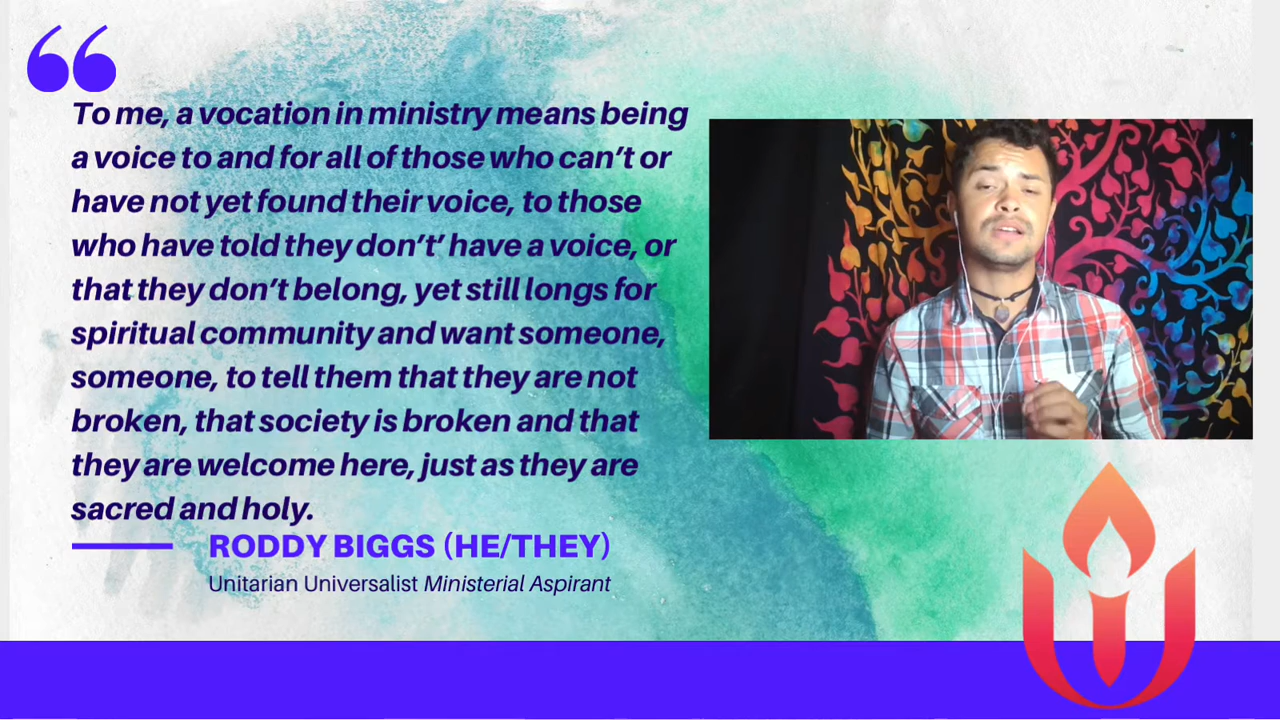 “
To me, a vocation in ministry means being
a voice to and for all of those who can’t or
have not yet found their voice, to those
who have told they don’t’ have a voice, or
that they don’t belong, yet still longs for
spiritual community and want someone,
someone, to tell them that they are not
broken, that society is broken and that
they are welcome here, just as they are
sacred and holy.
RODDY BIGGS (HE/THEY)
Unitarian Universalist Ministerial Aspirant